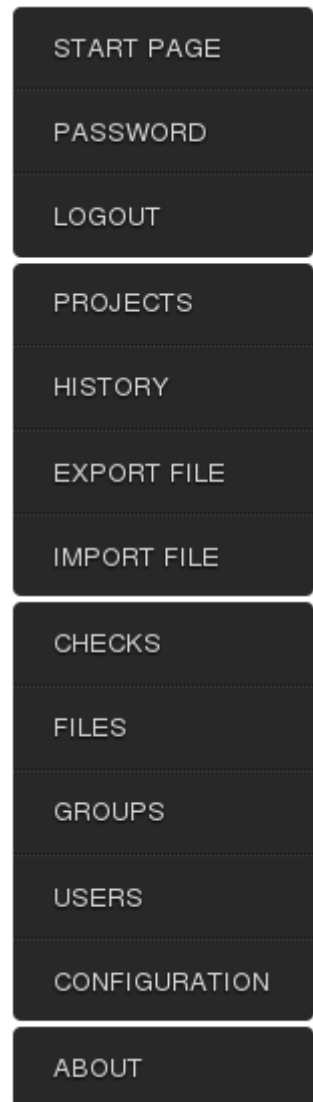 START PAGE
PASSWORD
LOGOUT
PROJECTS
HISTORY
EXPORT FILE
IMPORT FILE
CHECKS
FILES
GROUPS
USERS
CONFIGURATION
ABOUT